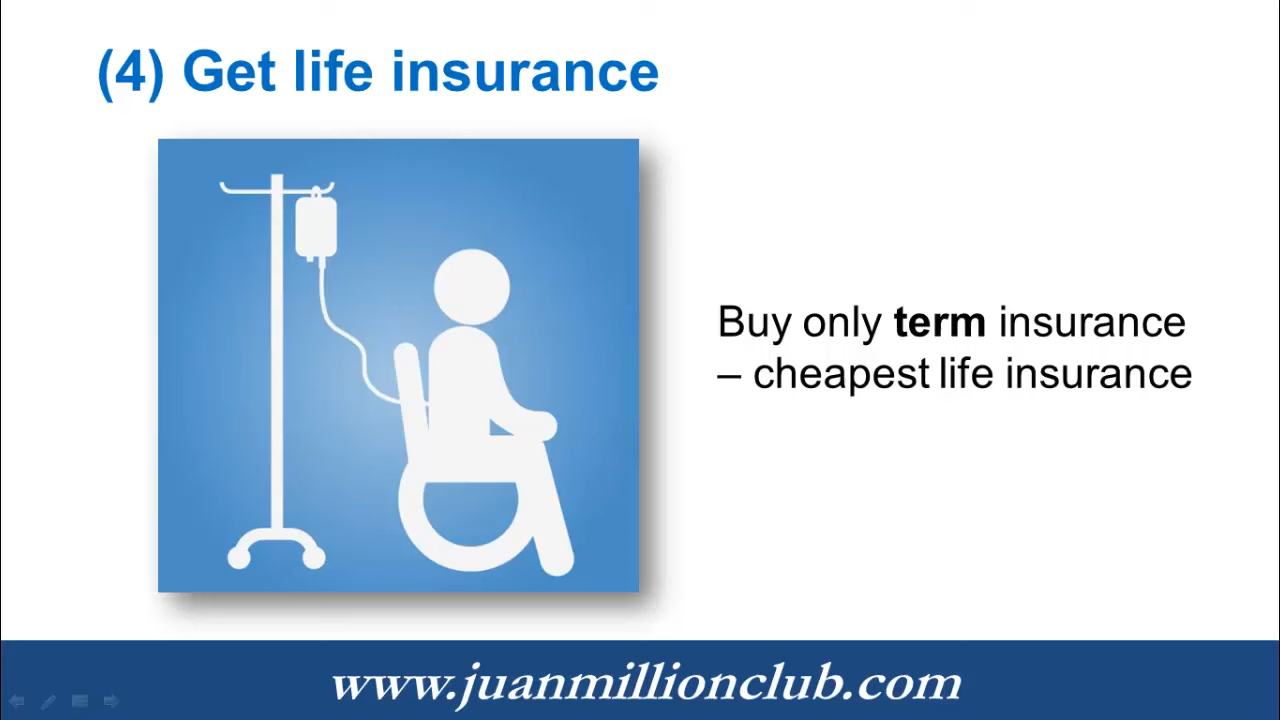 (4) Get life insurance
Buy only term insurance
– cheapest life insurance
www.juanmillionclub.com